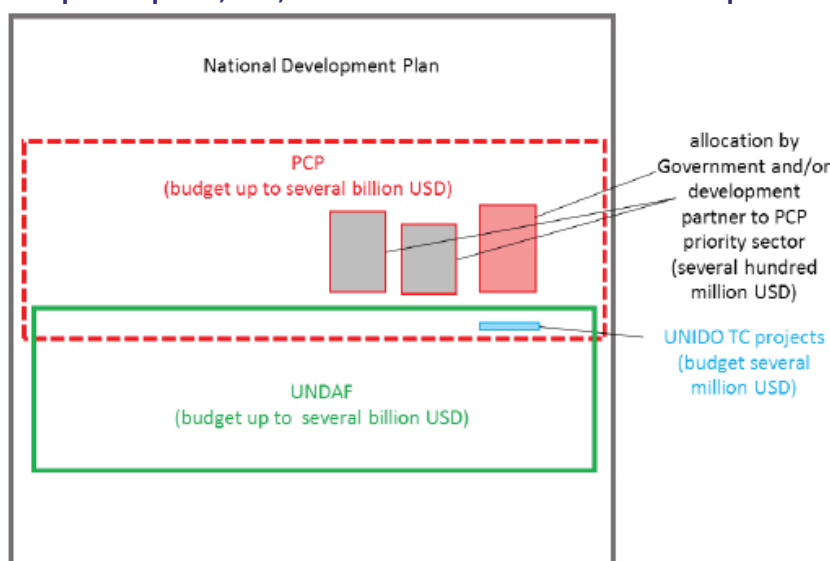 National Development Plan
PCP
(budget up to several billion USD)
allocation by
Government and/or
development
partner to PCP
priority sector
(several hundred
million USD)
UNIDO TC projects
(budget several
million USD)
UNDAF
(budget up to several billion USD)